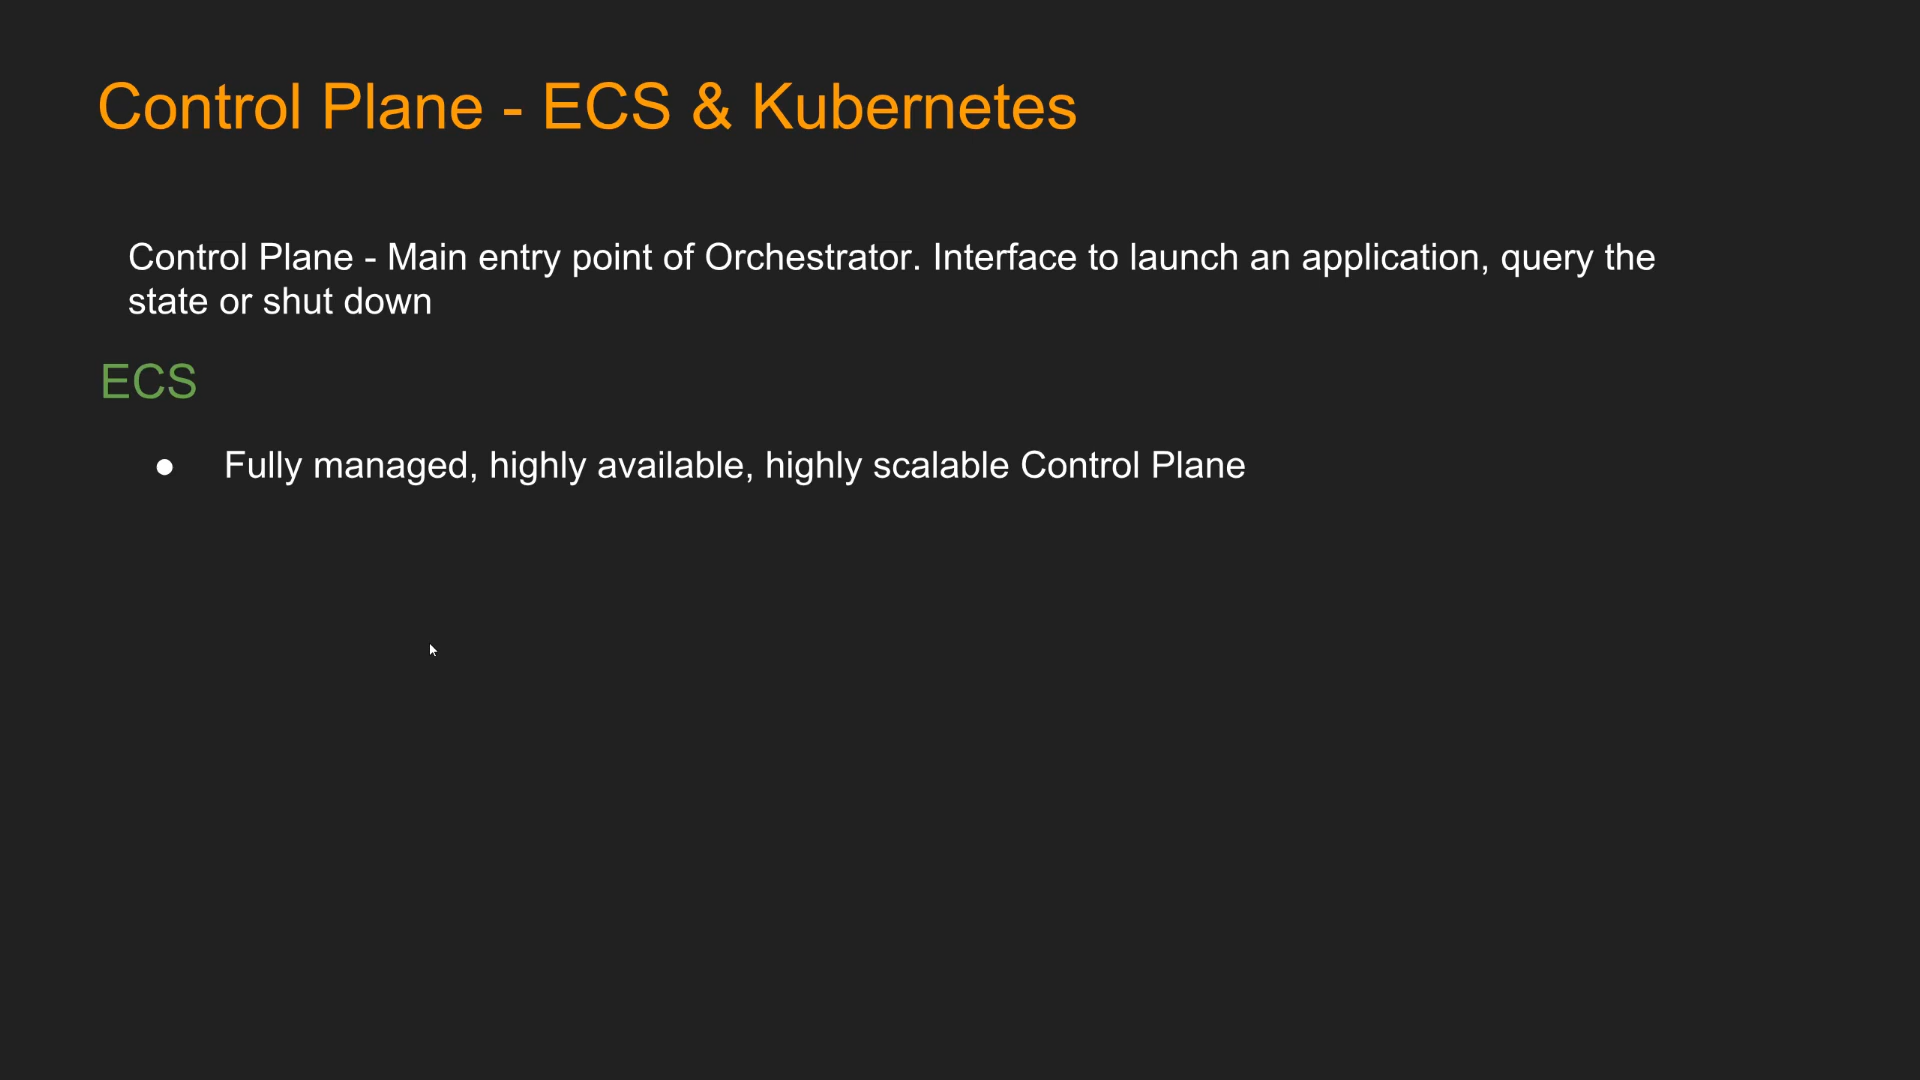 Control Plane - ECS & Kubernetes
Control Plane - Main entry point of Orchestrator. Interface to launch an application, query the
state or shut down
ECS
● Fully managed, highly available, highly scalable Control Plane